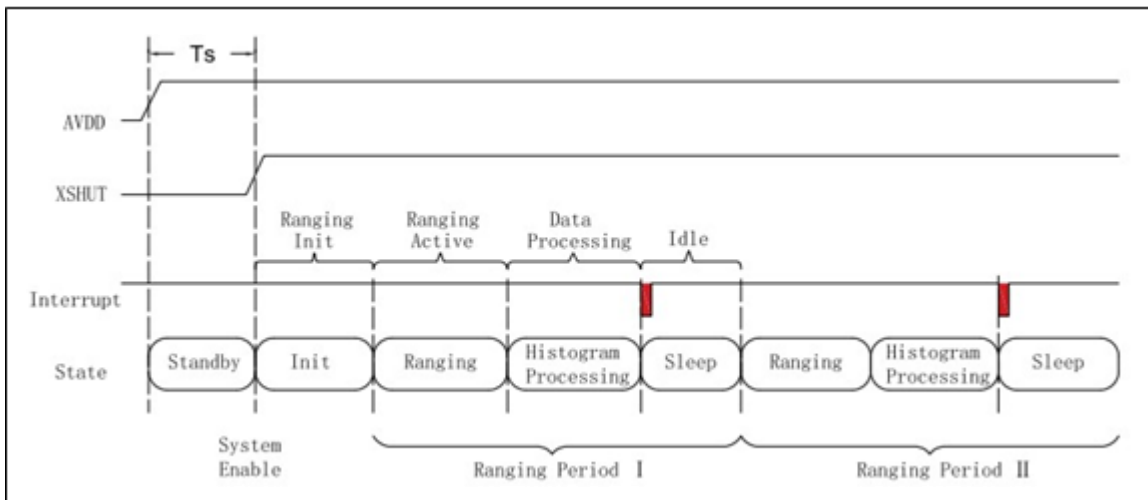 Ts
AVDD
XSHUT
Ranging
Init
Ranging
Active
Data
Processing
Idle
Interrupt
State
Standby
Init
Ranging
Histogram
Processing
Sleep
Ranging
Histogram
Processing
Sleep
System
Enable
Ranging Period Ⅰ
Ranging Period Ⅱ